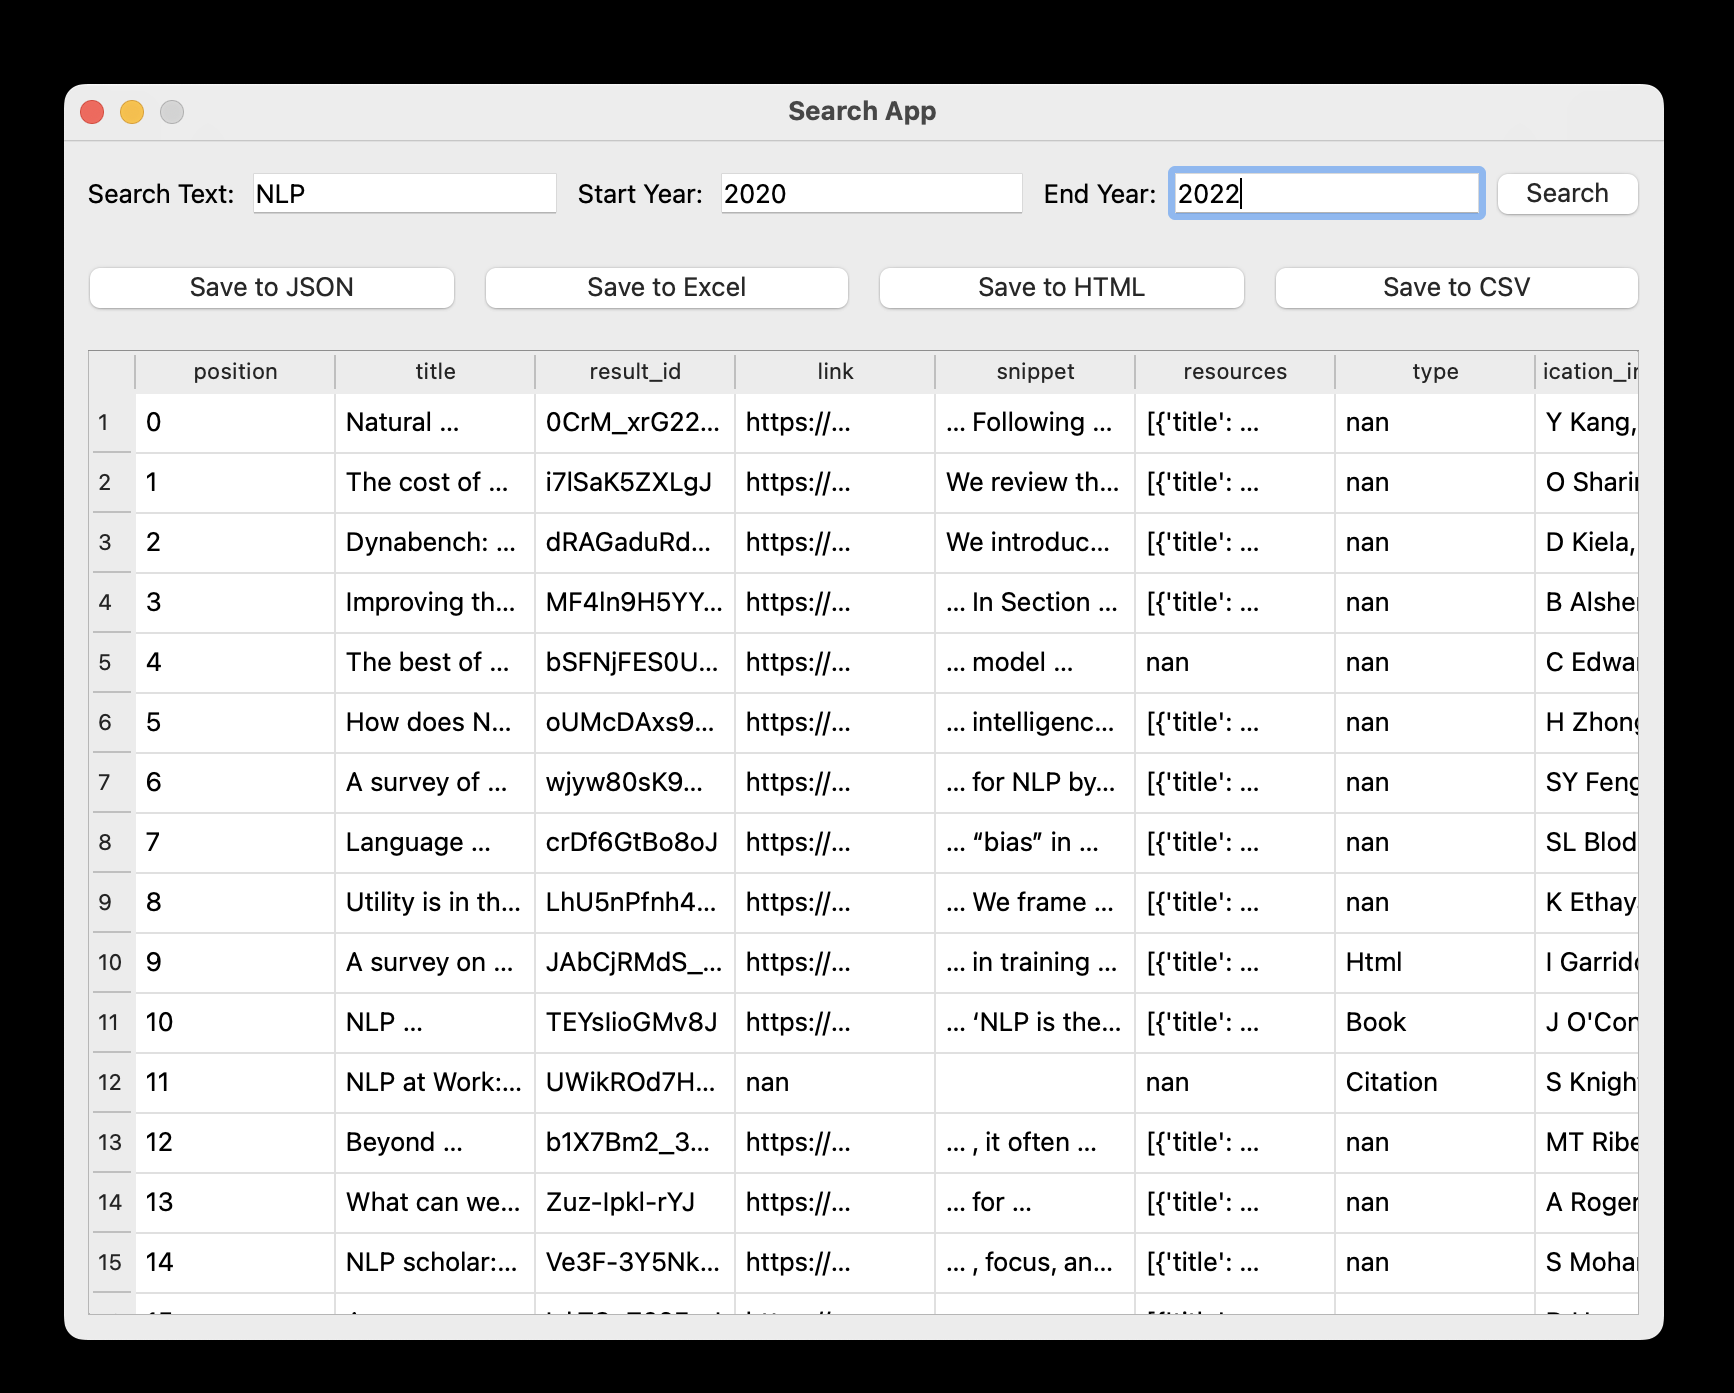 Search App
Search Text: NLP Start Year: 2020 End Year: 2022 Search
Save to JSON Save to Excel Save to HTML Save to CSV
position title result_id link snippet resources type ication_in
1 0 Natural ... 0CrM_xrG22... https://... ... Following ... [{'title': ... nan Y Kang,
2 1 The cost of ... i7lSaK5ZXLgJ https://... We review th... [{'title': ... nan O Sharir
3 2 Dynabench: ... dRAGaduRd... https://... We introduc... [{'title': ... nan D Kiela,
4 3 Improving th... MF4ln9H5YY... https://... ... In Section ... [{'title': ... nan B Alsher
5 4 The best of ... bSFNjFES0U... https://... ... model ... nan nan C Edwar
6 5 How does N... oUMcDAxs9... https://... ... intelligenc... [{'title': ... nan H Zhong
7 6 A survey of ... wjyw80sK9... https://... ... for NLP by... [{'title': ... nan SY Feng
8 7 Language ... crDf6GtBo8oJ https://... ... “bias” in ... [{'title': ... nan SL Blod
9 8 Utility is in th... LhU5nPfnh4... https://... ... We frame ... [{'title': ... nan K Ethay
10 9 A survey on ... JAbCjRMdS_... https://... ... in training ... [{'title': ... Html I Garrido
11 10 NLP ... TEYslioGMv8J https://... ... ‘NLP is the... [{'title': ... Book J O'Con
12 11 NLP at Work:... UWikROd7H... nan nan Citation S Knigh
13 12 Beyond ... b1X7Bm2_3... https://... ... , it often ... [{'title': ... nan MT Ribe
14 13 What can we... Zuz-Ipkl-rYJ https://... ... for ... [{'title': ... nan A Roger
15 14 NLP scholar:... Ve3F-3Y5Nk... https://... ... , focus, an... [{'title': ... nan S Moha